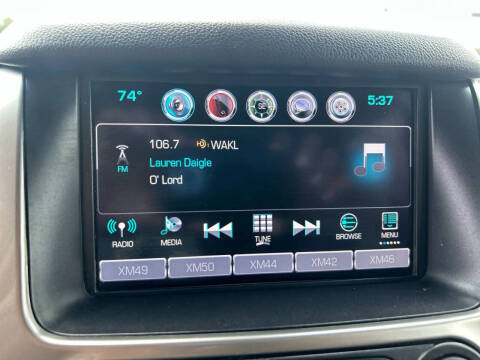 74°
5:37
106.7 WAKL
FM
Lauren Daigle
O' Lord
RADIO
MEDIA
TUNE
BROWSE
MENU
XM49
XM50
XM44
XM42
XM46